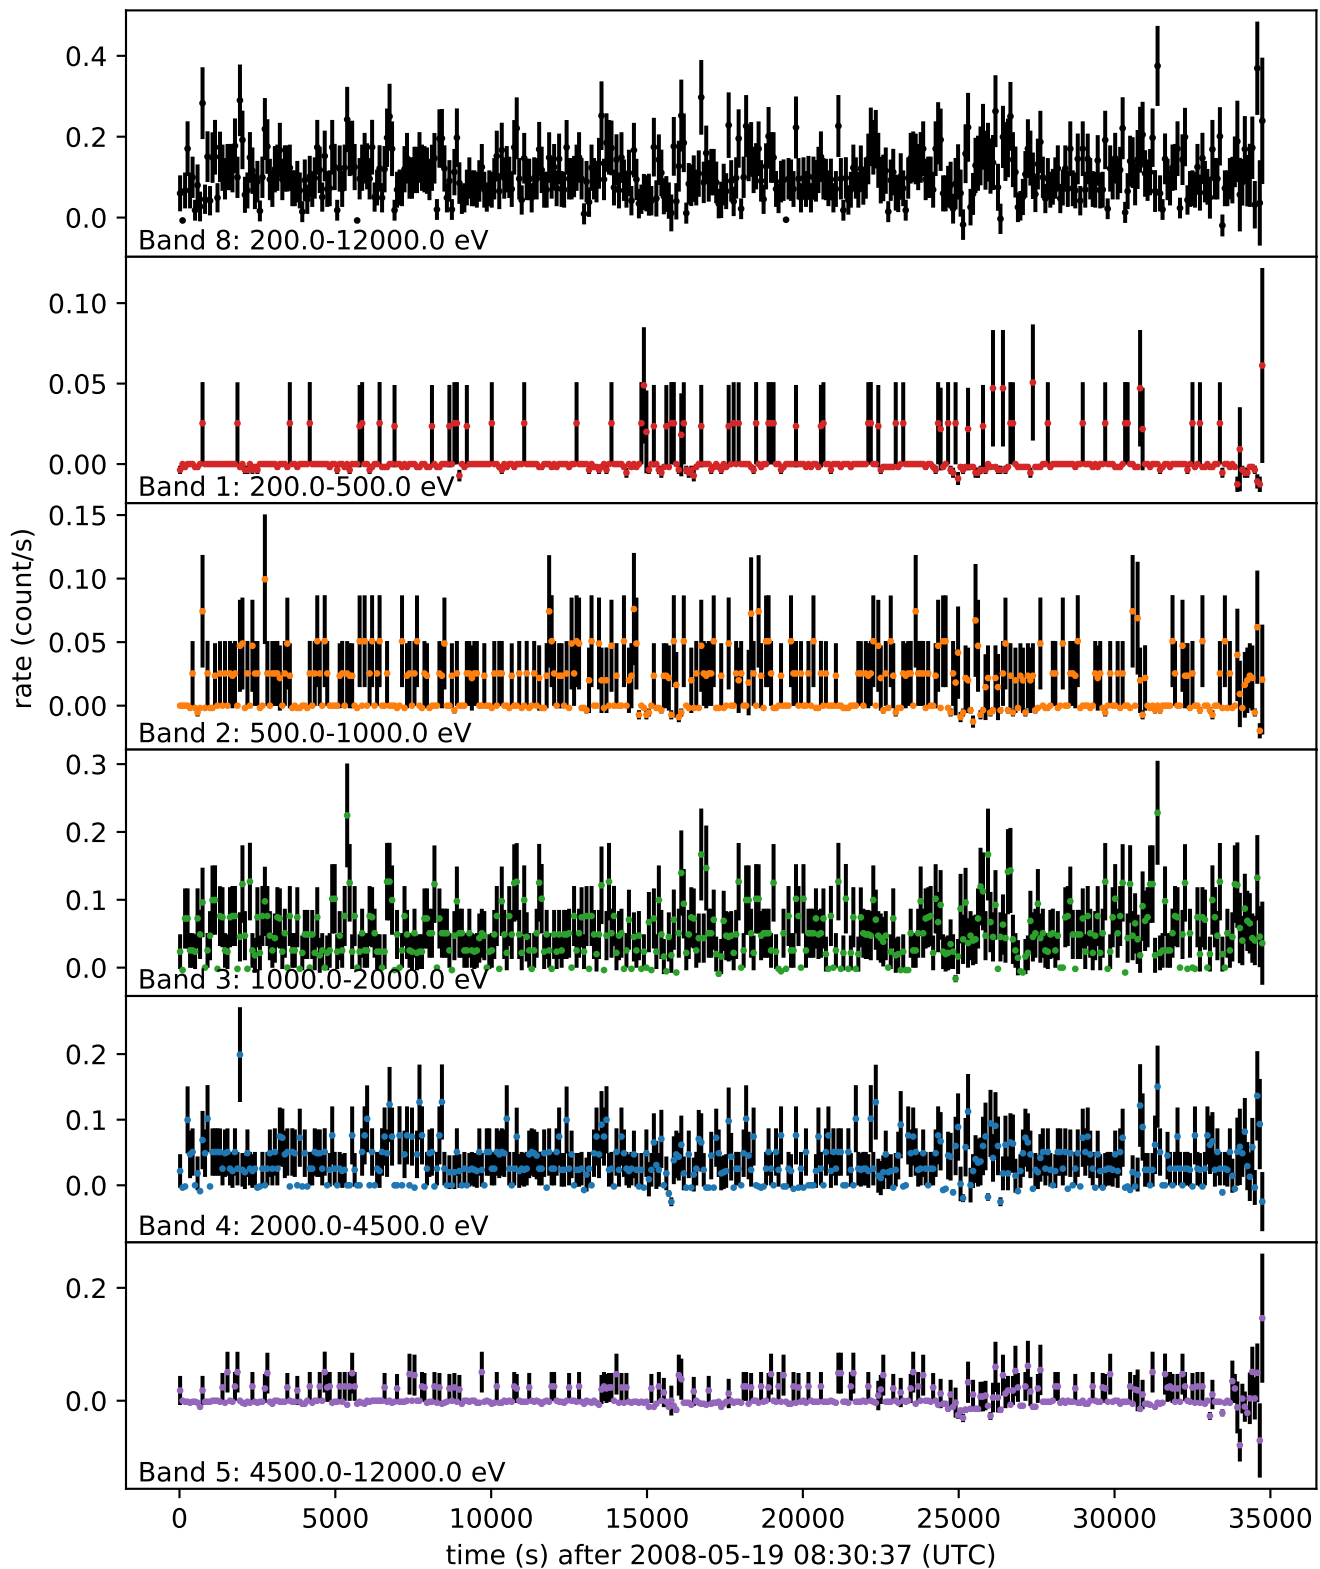 0.4
0.2
0.0
Band 8: 200.0-12000.0 eV
0.10
0.05
0.00
Band 1: 200.0-500.0 eV
0.15
0.10
0.05
0.00
Band 2: 500.0-1000.0 eV
rate (count/s)
0.3
0.2
0.1
0.0
Band 3: 1000.0-2000.0 eV
0.2
0.1
0.0
Band 4: 2000.0-4500.0 eV
0.2
0.0
Band 5: 4500.0-12000.0 eV
0 5000 10000 15000 20000 25000 30000 35000
time (s) after 2008-05-19 08:30:37 (UTC)